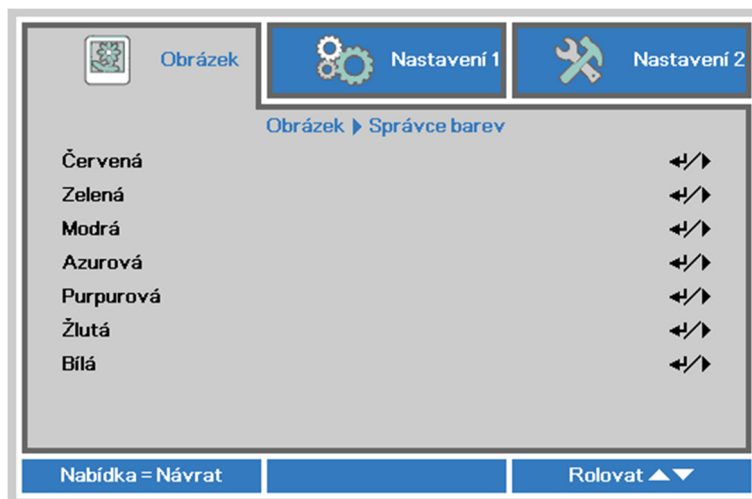 Obrázek Nastavení 1 Nastavení 2
Obrázek Správce barev
Červená
Zelená
Modrá
Azurová
Purpurová
Žlutá
Bílá
Nabídka = Návrat Rolovat